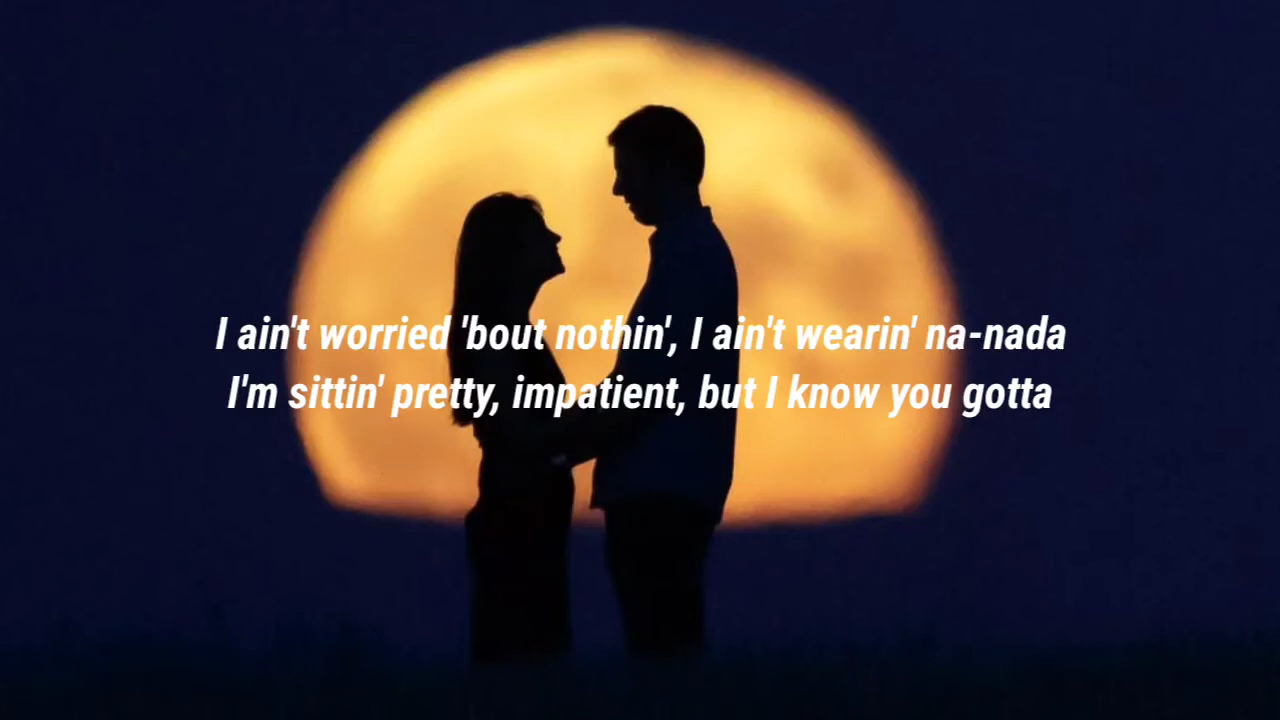 I ain't worried 'bout nothin', I ain't wearin' na-nada
I'm sittin' pretty, impatient, but I know you gotta